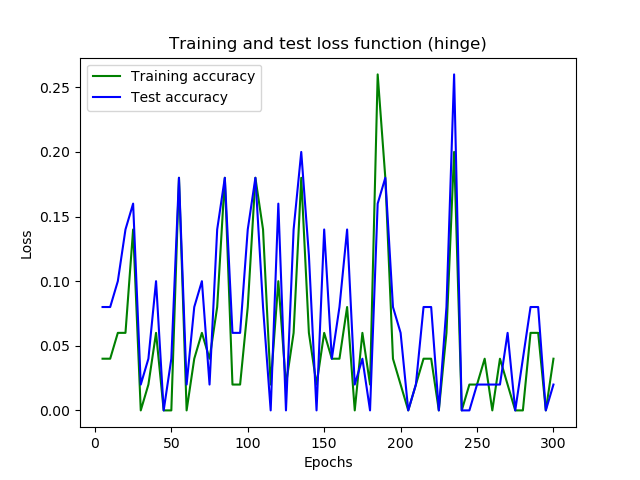 Training and test loss function (hinge)
Training accuracy
Test accuracy
0.25
0.20
0.15
0.10
0.05
0.00
Loss
0 50 100 150 200 250 300
Epochs